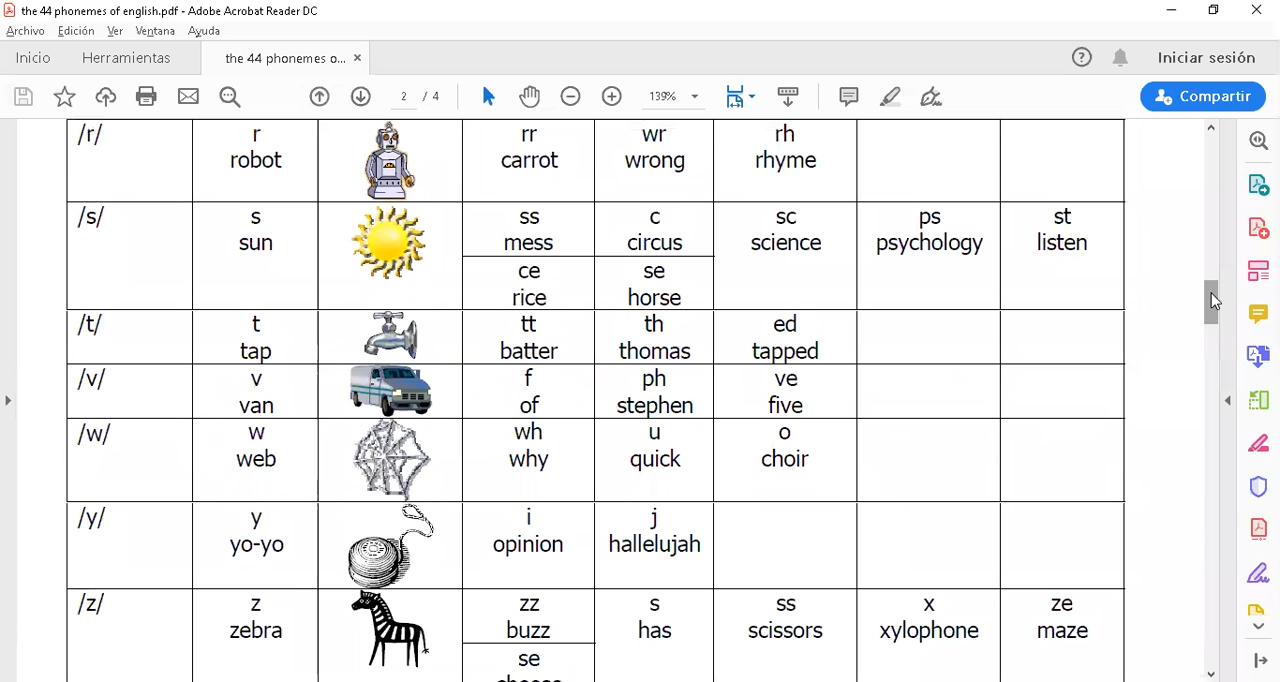 the 44 phonemes of english.pdf - Adobe Acrobat Reader DC
Archivo Edición Ver Ventana Ayuda
Inicio Herramientas the 44 phonemes o... × Iniciar sesión
2 / 4 139% Compartir
/r/ r rr wr rh
robot carrot wrong rhyme
/s/ s ss c sc ps st
sun mess circus science psychology listen
ce se
rice horse
/t/ t tt th ed
tap batter thomas tapped
/v/ v f ph ve
van of stephen five
/w/ w wh u o
web why quick choir
/y/ y i j
yo-yo opinion hallelujah
/z/ z zz s ss x ze
zebra buzz has scissors xylophone maze
se